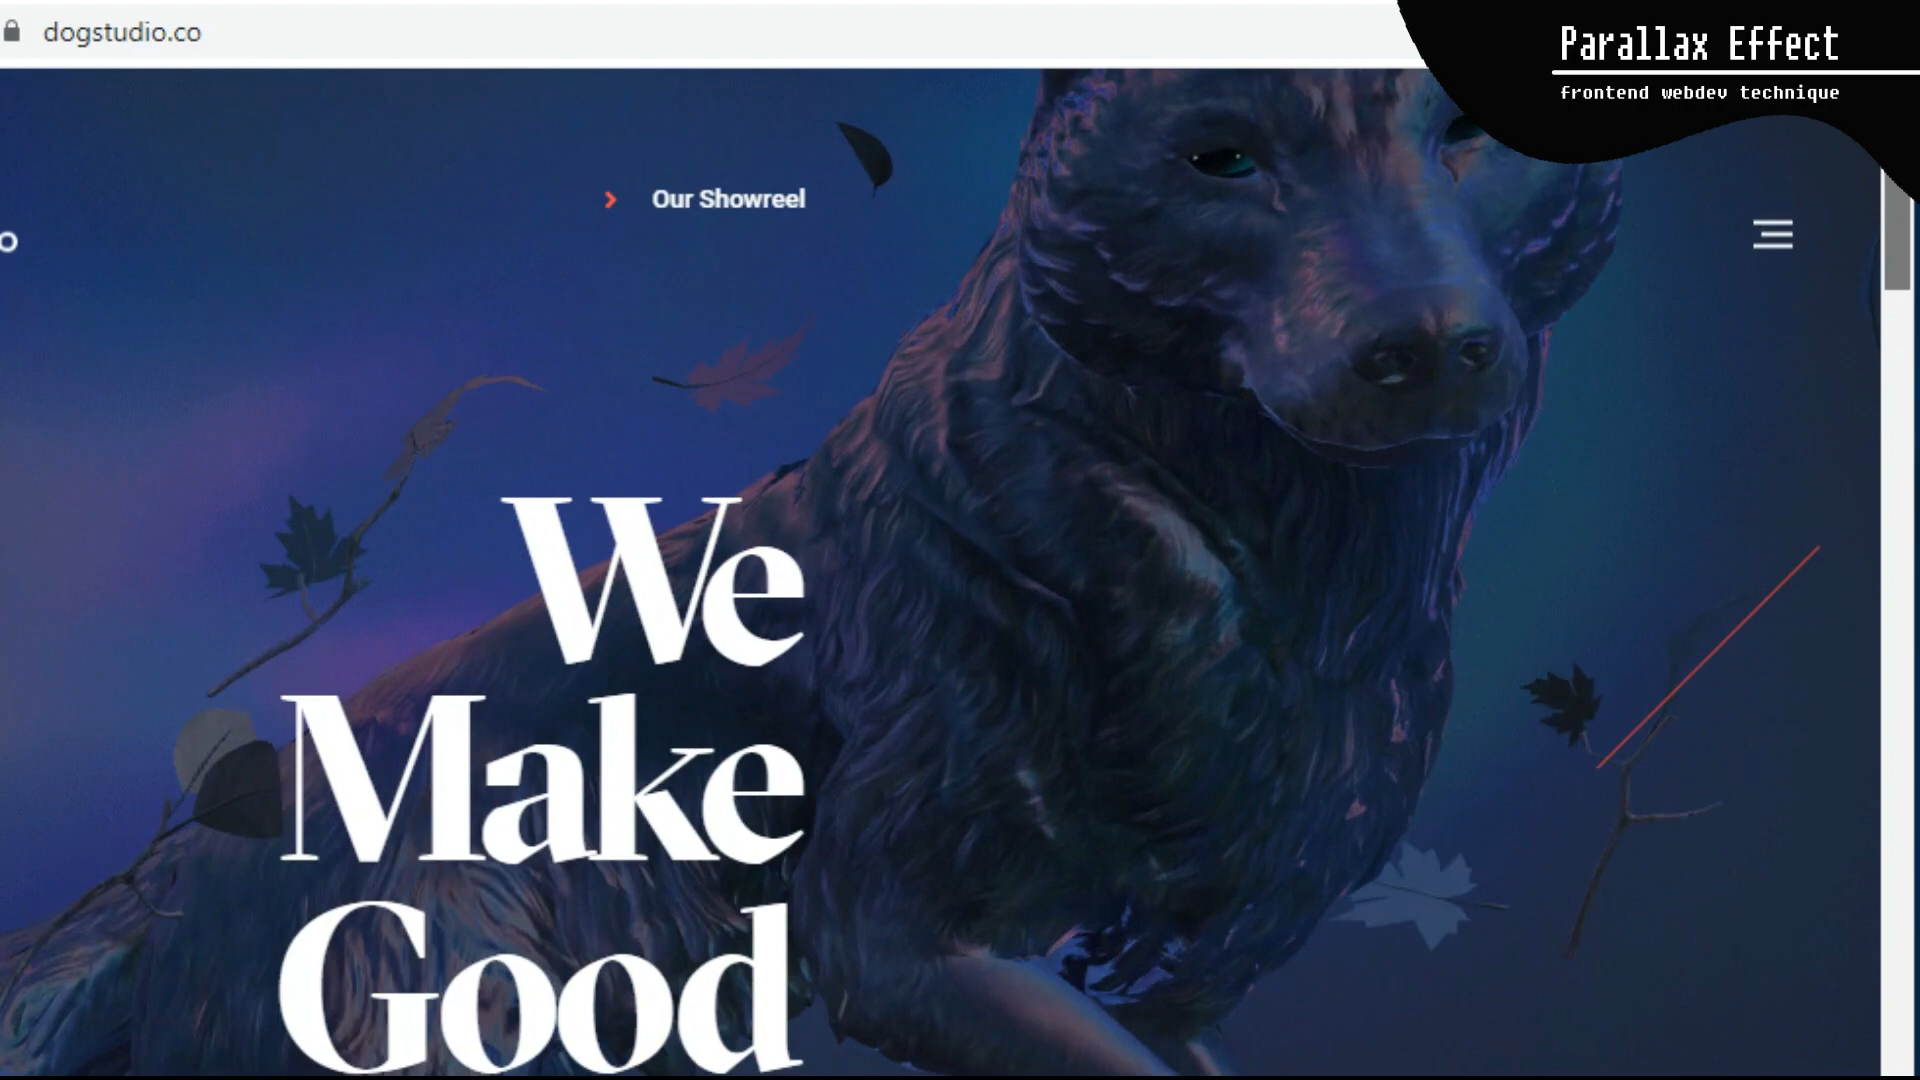 dogstudio.co
Parallax Effect
frontend webdev technique
Our Showreel
o
We
Make
Good